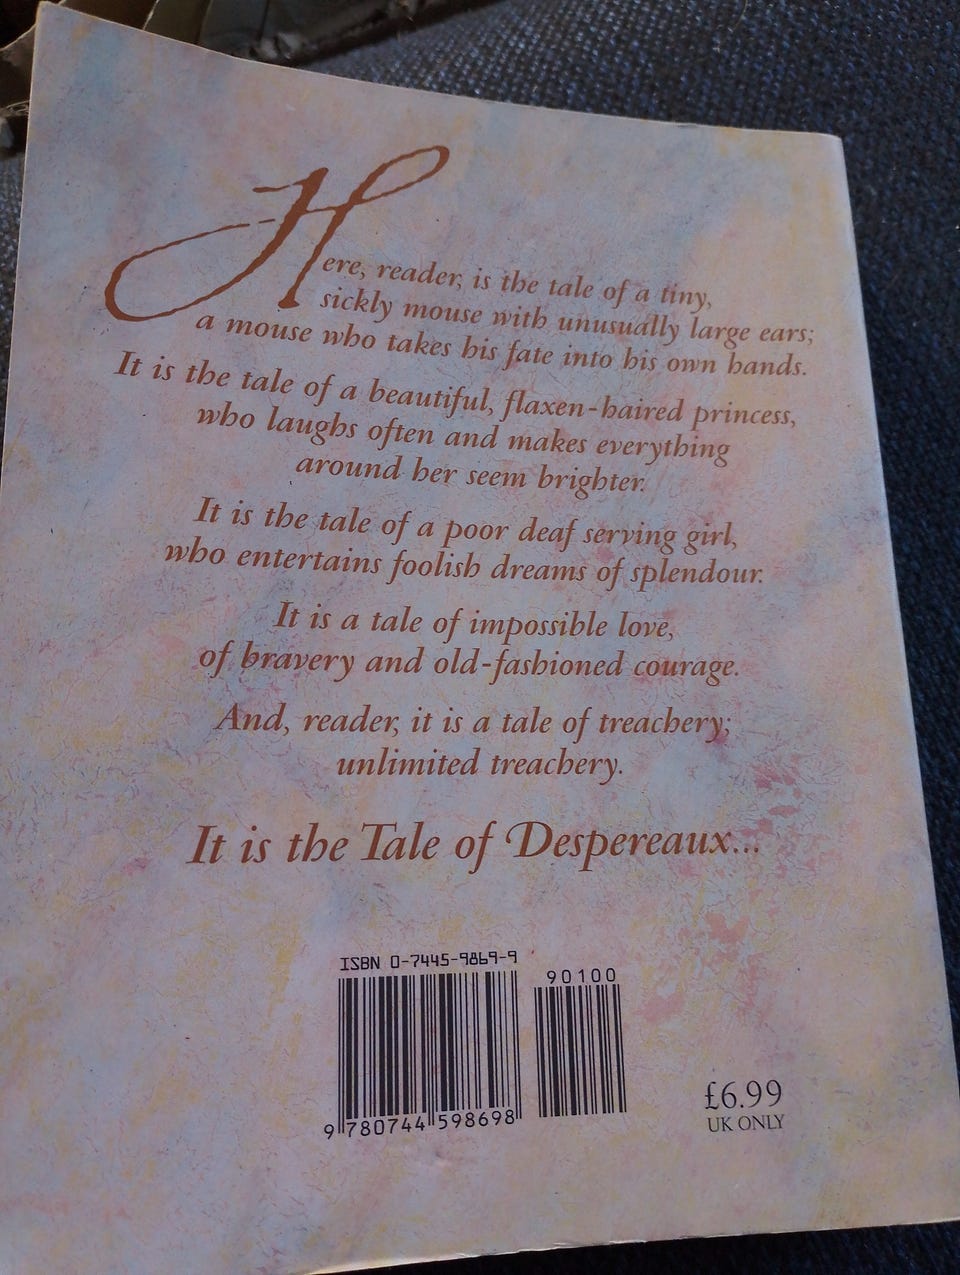 Here, reader, is the tale of a tiny,
sickly mouse with unusually large ears;
a mouse who takes his fate into his own hands.
It is the tale of a beautiful, flaxen-haired princess,
who laughs often and makes everything
around her seem brighter.
It is the tale of a poor deaf serving girl,
who entertains foolish dreams of splendour.
It is a tale of impossible love,
of bravery and old-fashioned courage.
And, reader, it is a tale of treachery;
unlimited treachery.
It is the Tale of Despereaux...
ISBN 0-7445-9869-9
90100
9 780744 598698
£6.99
UK ONLY